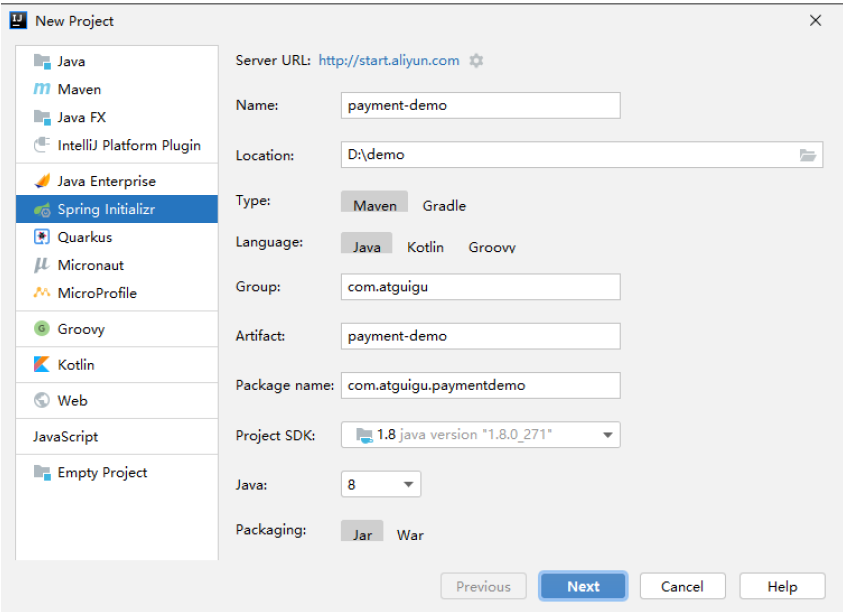 New Project
Java
Maven
Java FX
IntelliJ Platform Plugin
Java Enterprise
Spring Initializr
Quarkus
Micronaut
MicroProfile
Groovy
Kotlin
Web
JavaScript
Empty Project
Server URL: http://start.aliyun.com
Name: payment-demo
Location: D:\demo
Type: Maven Gradle
Language: Java Kotlin Groovy
Group: com.atguigu
Artifact: payment-demo
Package name: com.atguigu.paymentdemo
Project SDK: 1.8 java version "1.8.0_271"
Java: 8
Packaging: Jar War
Previous Next Cancel Help